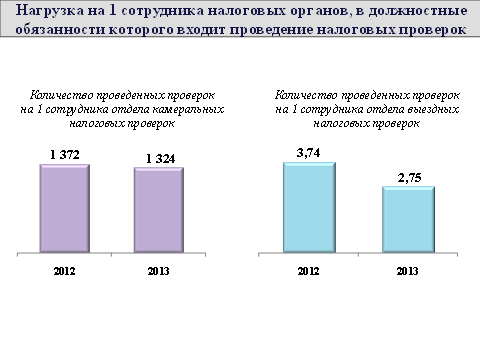 Нагрузка на 1 сотрудника налоговых органов, в должностные
обязанности которого входит проведение налоговых проверок
Количество проведенных проверок
на 1 сотрудника отдела камеральных
налоговых проверок
1 372
1 324
2012
2013
Количество проведенных проверок
на 1 сотрудника отдела выездных
налоговых проверок
3,74
2,75
2012
2013